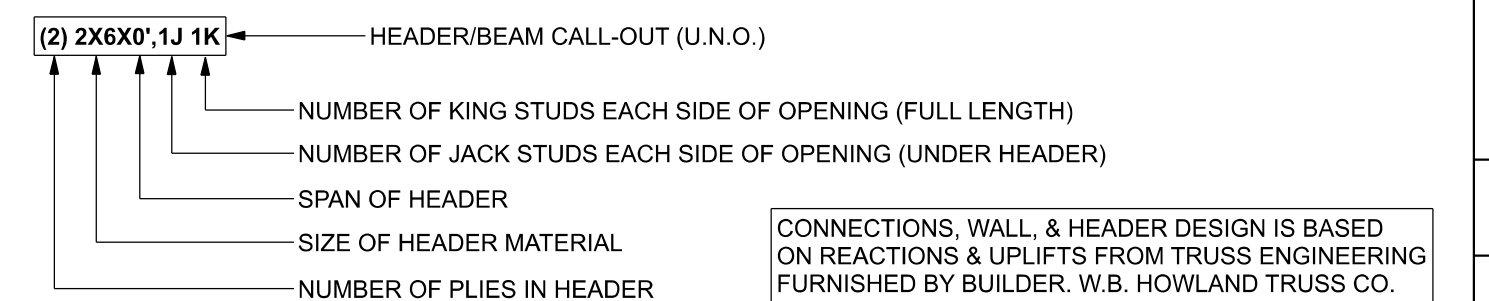 (2) 2X6X0',1J 1K
HEADER/BEAM CALL-OUT (U.N.O.)
NUMBER OF KING STUDS EACH SIDE OF OPENING (FULL LENGTH)
NUMBER OF JACK STUDS EACH SIDE OF OPENING (UNDER HEADER)
SPAN OF HEADER
SIZE OF HEADER MATERIAL
NUMBER OF PLIES IN HEADER
CONNECTIONS, WALL, & HEADER DESIGN IS BASED
ON REACTIONS & UPLIFTS FROM TRUSS ENGINEERING
FURNISHED BY BUILDER. W.B. HOWLAND TRUSS CO.